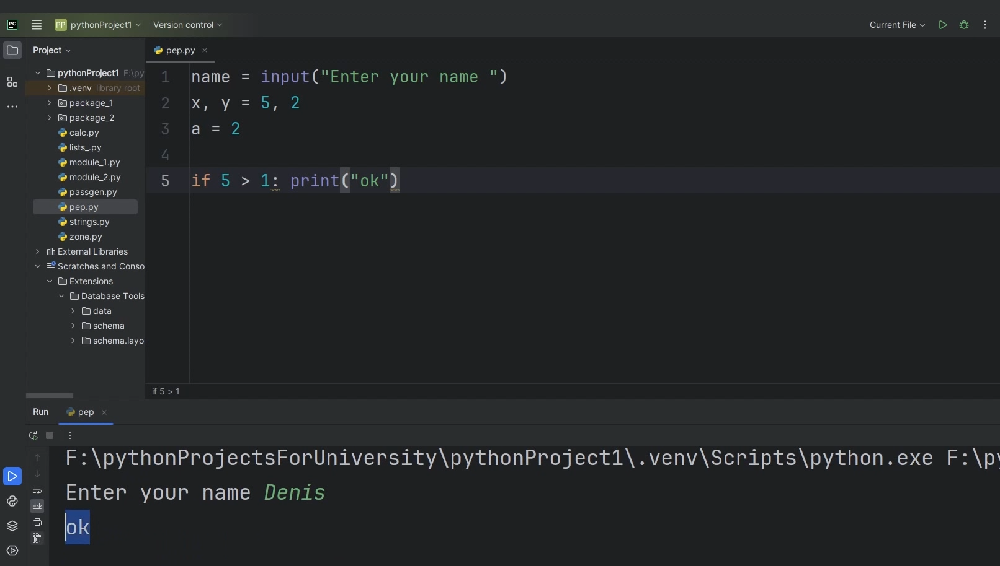 PC
PP pythonProject1 Version control Current File
Project
pep.py
pythonProject1 F:\py
.venv library root
package_1
package_2
calc.py
lists_.py
module_1.py
module_2.py
passgen.py
pep.py
strings.py
zone.py
External Libraries
Scratches and Conso
Extensions
Database Tools
data
schema
schema.layou
1 name = input("Enter your name ")
2 x, y = 5, 2
3 a = 2
4
5 if 5 > 1: print("ok")
if 5 > 1
Run pep
F:\pythonProjectsForUniversity\pythonProject1\.venv\Scripts\python.exe F:\py
Enter your name Denis
ok